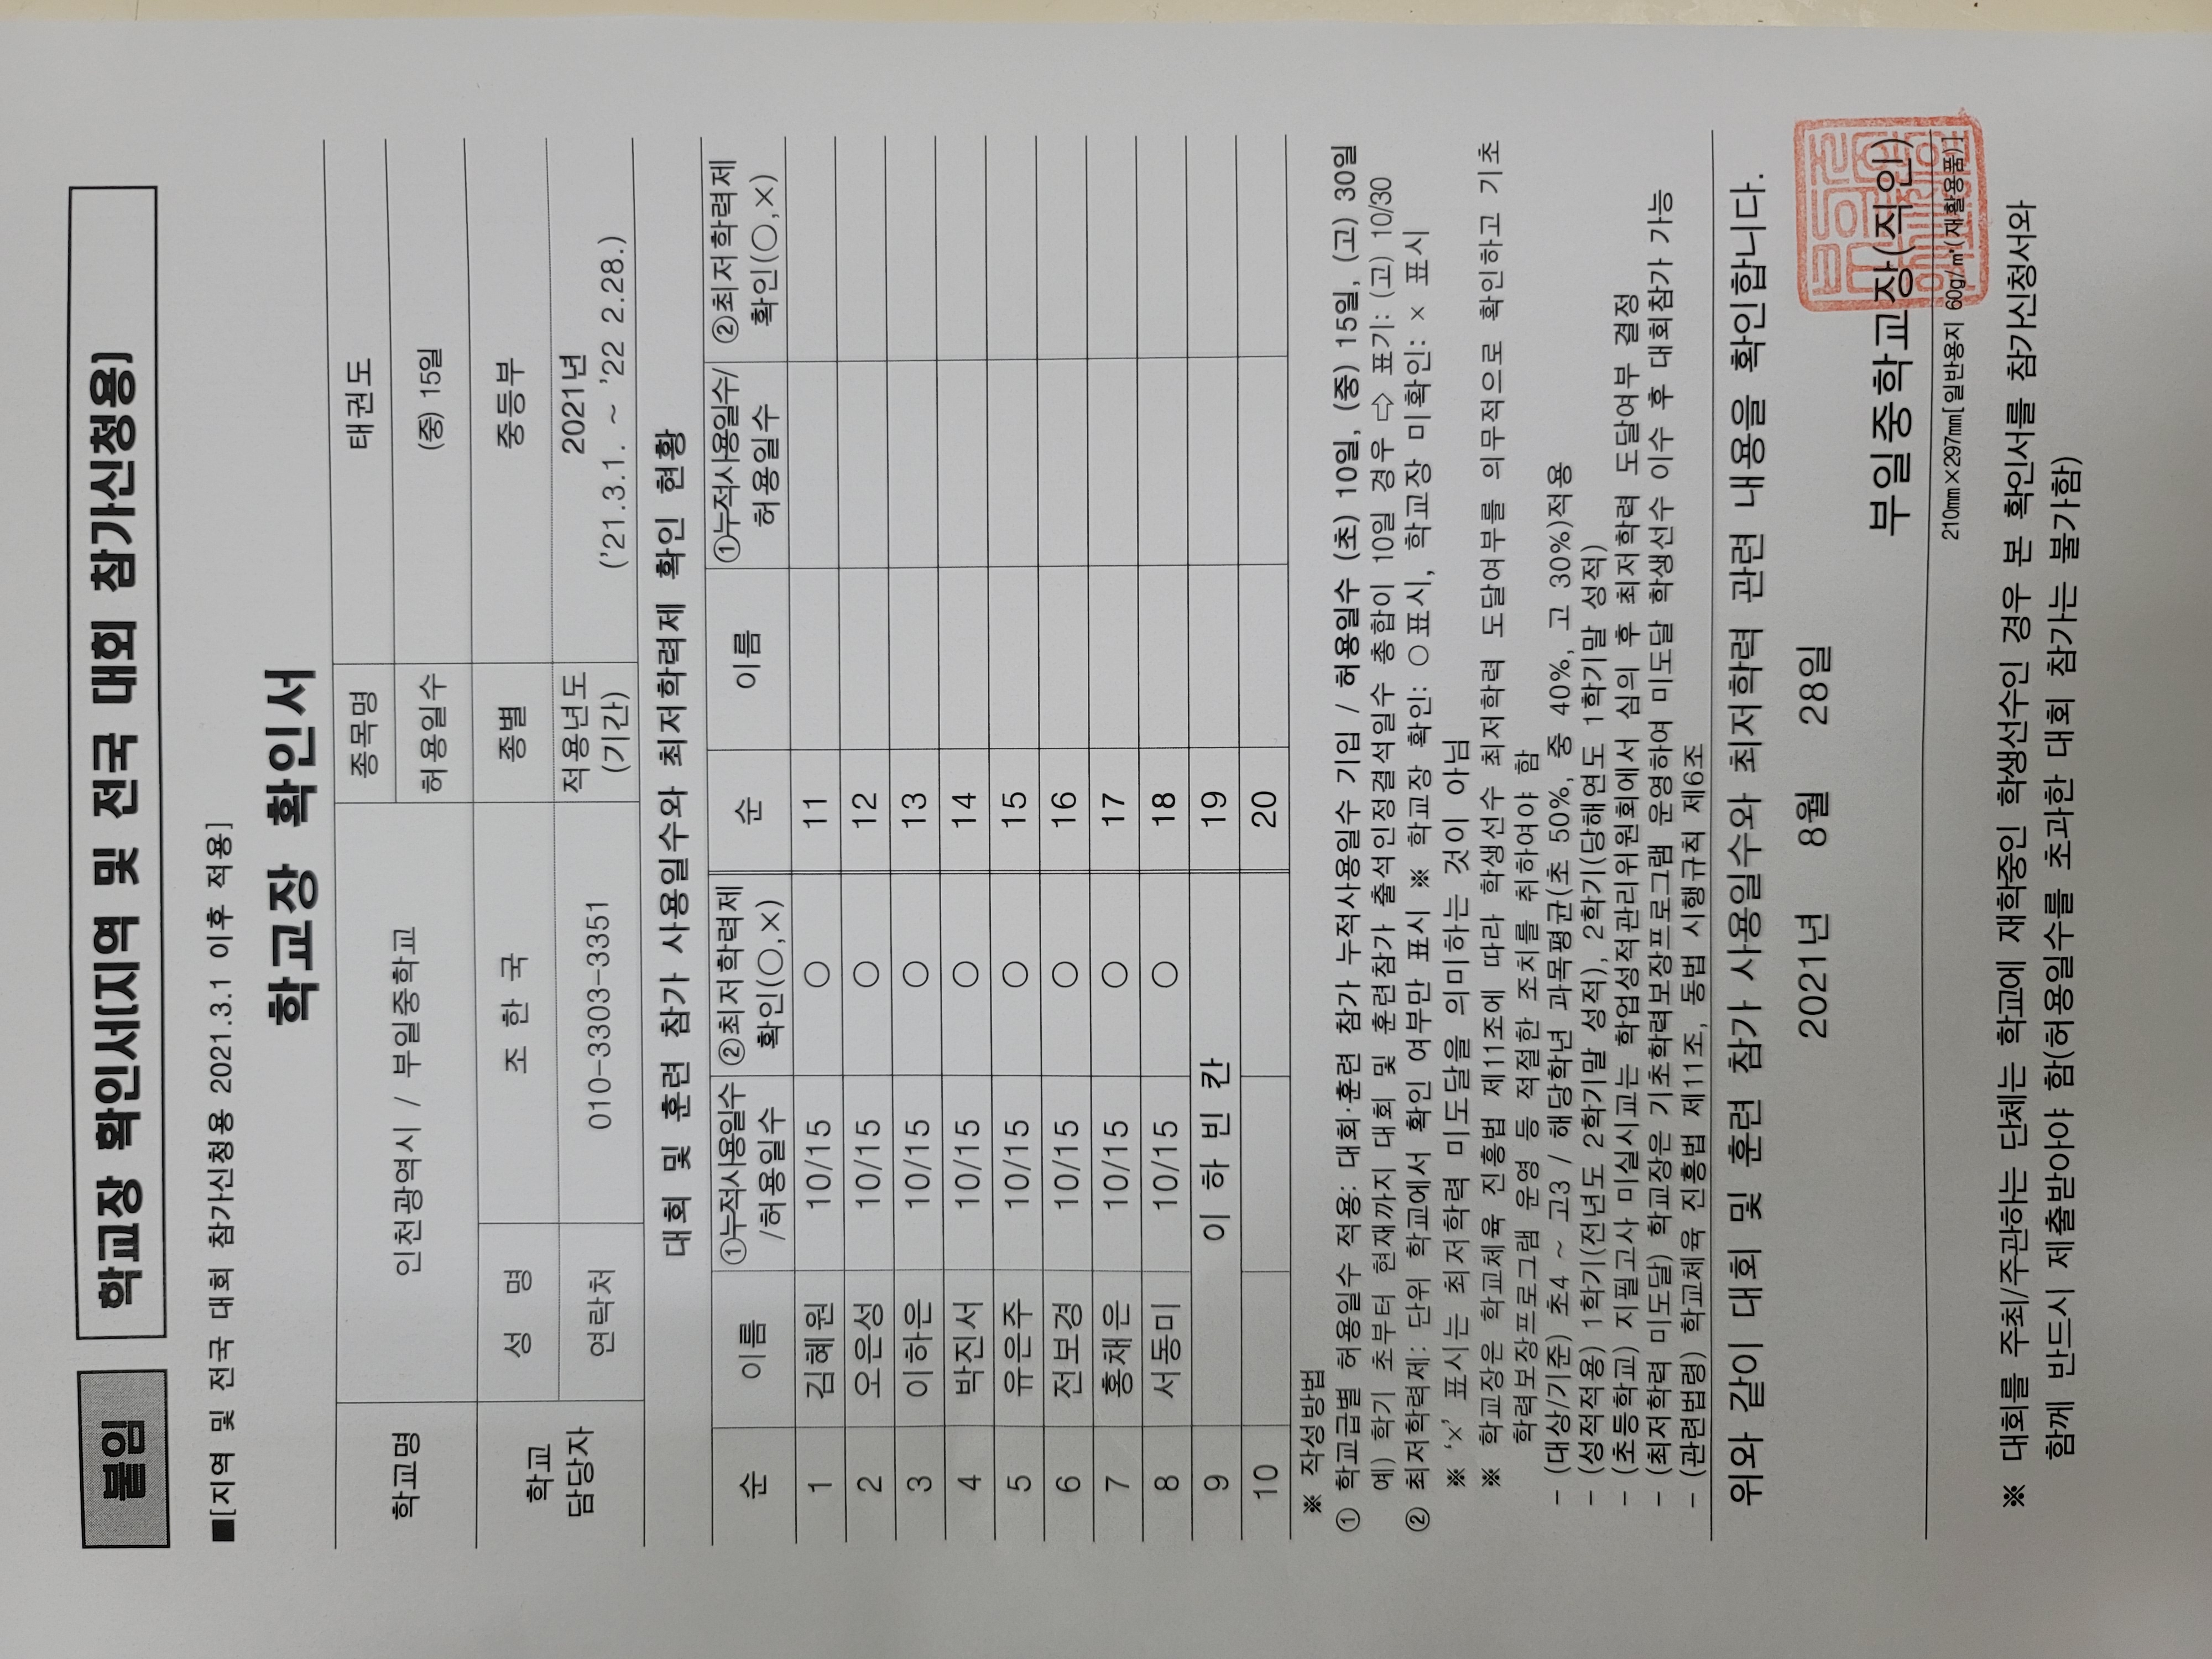 붙임 학교장 확인서(지역 및 전국 대회 참가신청용)
■[지역 및 전국 대회 참가신청용 2021.3.1 이후 적용]
학교장 확인서
학교명 인천광역시 / 부일중학교 종목명 태권도
허용일수 (중) 15일
학교 담당자 성 명 조 한 국 종별 중등부
연락처 010-3303-3351 적용년도 (기간) 2021년
('21.3.1. ~ '22 2.28.)
대회 및 훈련 참가 사용일수와 최저학력제 확인 현황
순 이름 ①누적사용일수/허용일수 ②최저학력제 확인(○,×) 순 이름 ①누적사용일수/허용일수 ②최저학력제 확인(○,×)
1 김혜원 10/15 ○ 11
2 오은성 10/15 ○ 12
3 이하은 10/15 ○ 13
4 박진서 10/15 ○ 14
5 유은주 10/15 ○ 15
6 전보경 10/15 ○ 16
7 홍채은 10/15 ○ 17
8 서동미 10/15 ○ 18
9 이 하 빈 칸 19
10 20
※ 작성방법
① 학교급별 허용일수 적용: 대회·훈련 참가 누적사용일수 기입 / 허용일수 (초) 10일, (중) 15일, (고) 30일
예) 학기 초부터 현재까지 대회 및 훈련참가 출석인정결석일수 총합이 10일 경우 ⇨ 표기: (고) 10/30
② 최저학력제: 단위 학교에서 확인 여부만 표시 ※ 학교장 확인: ○표시, 학교장 미확인: × 표시
※ '×' 표시는 최저학력 미도달을 의미하는 것이 아님
※ 학교장은 학교체육 진흥법 제11조에 따라 학생선수 최저학력 도달여부를 의무적으로 확인하고 기초
학력보장프로그램 운영 등 적절한 조치를 취하여야 함
- (대상/기준) 초4 ~ 고3 / 해당학년 과목평균(초 50%, 중 40%, 고 30%)적용
- (성적적용) 1학기(전년도 2학기말 성적), 2학기(당해연도 1학기말 성적)
- (초등학교) 지필고사 미실시교는 학업성적관리위원회에서 심의 후 최저학력 도달여부 결정
- (최저학력 미도달) 학교장은 기초학력보장프로그램 운영하여 미도달 학생선수 이수 후 대회참가 가능
- (관련법령) 학교체육 진흥법 제11조, 동법 시행규칙 제6조
위와 같이 대회 및 훈련 참가 사용일수와 최저학력 관련 내용을 확인합니다.
2021년 8월 28일
부일중학교장(직인)
210㎜×297㎜[일반용지 60g/㎡(재활용품)]
※ 대회를 주최/주관하는 단체는 학교에 재학중인 학생선수인 경우 본 확인서를 참가신청서와
함께 반드시 제출받아야 함(허용일수를 초과한 대회 참가는 불가함)